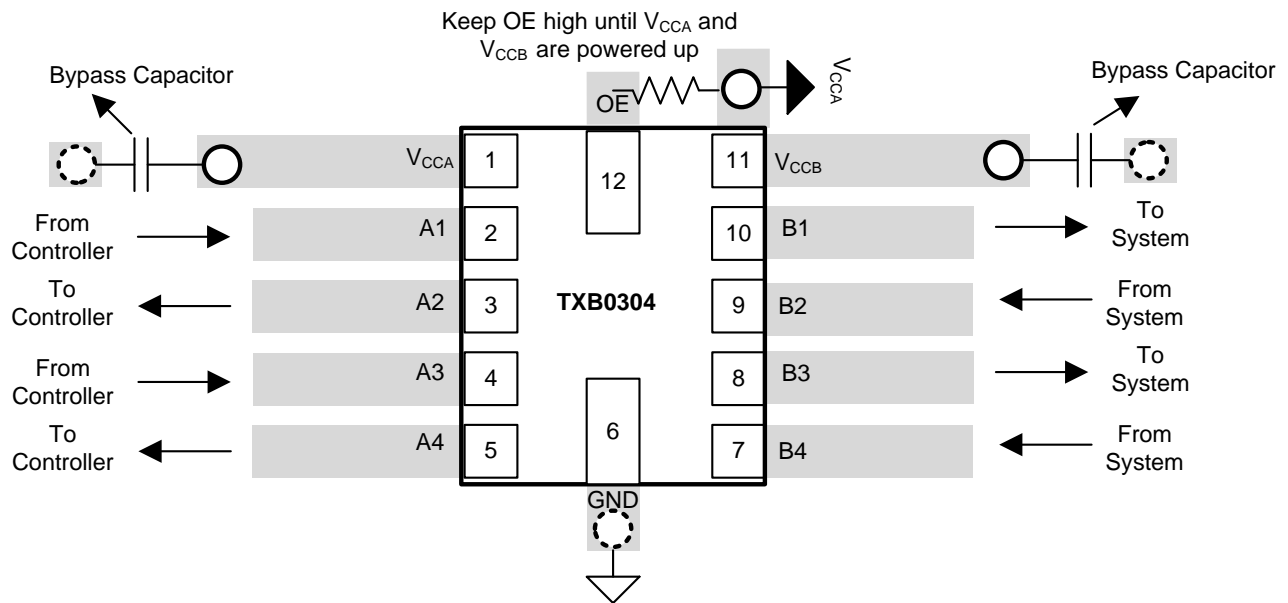 Keep OE high until VCCA and
VCCB are powered up
Bypass Capacitor
Bypass Capacitor
OE
VCCA
VCCA
1
12
11
VCCB
From
Controller
A1
2
10
B1
To
System
To
Controller
A2
3
TXB0304
9
B2
From
System
From
Controller
A3
4
8
B3
To
System
To
Controller
A4
5
6
7
B4
From
System
GND